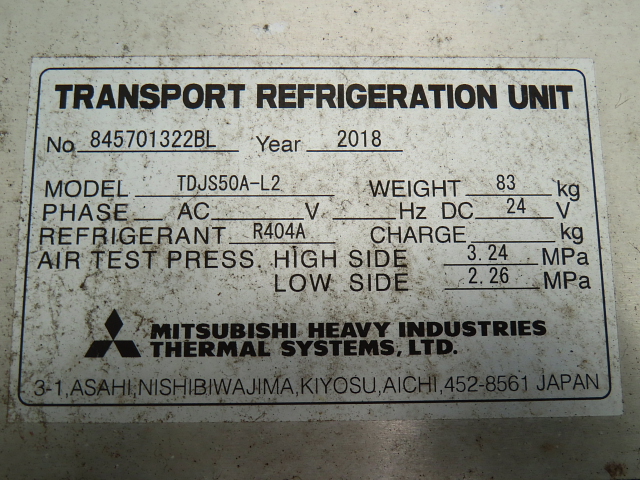 TRANSPORT REFRIGERATION UNIT
No 845701322BL Year 2018
MODEL TDJS50A-L2 WEIGHT 83 kg
PHASE AC V Hz DC 24 V
REFRIGERANT R404A CHARGE kg
AIR TEST PRESS. HIGH SIDE 3.24 MPa
LOW SIDE 2.26 MPa
MITSUBISHI HEAVY INDUSTRIES
THERMAL SYSTEMS, LTD.
3-1,ASAHI,NISHIBIWAJIMA,KIYOSU,AICHI,452-8561 JAPAN